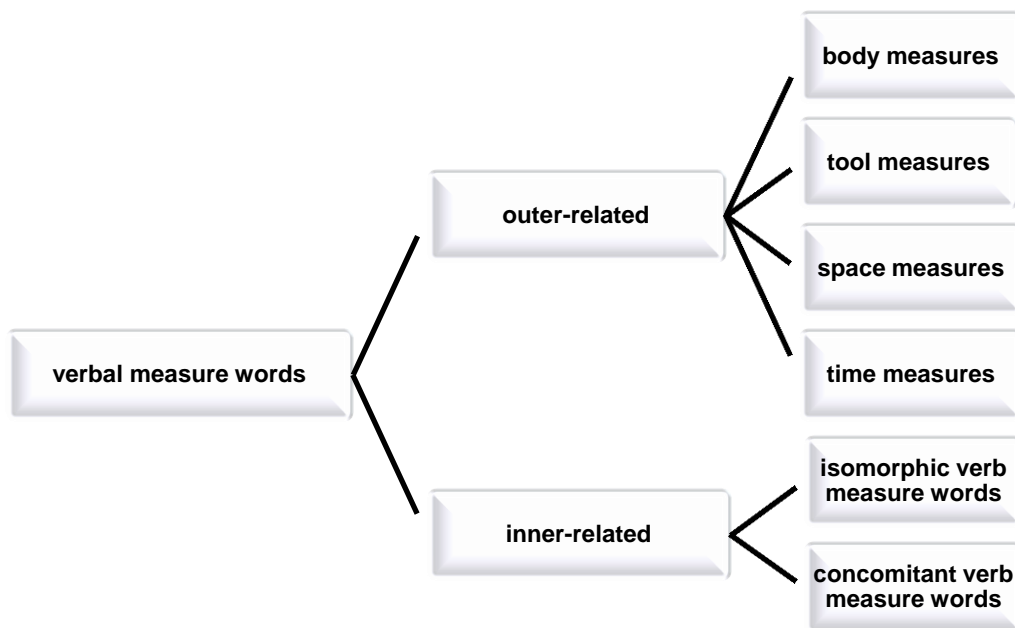 body measures
tool measures
outer-related
space measures
verbal measure words
time measures
isomorphic verb
measure words
inner-related
concomitant verb
measure words